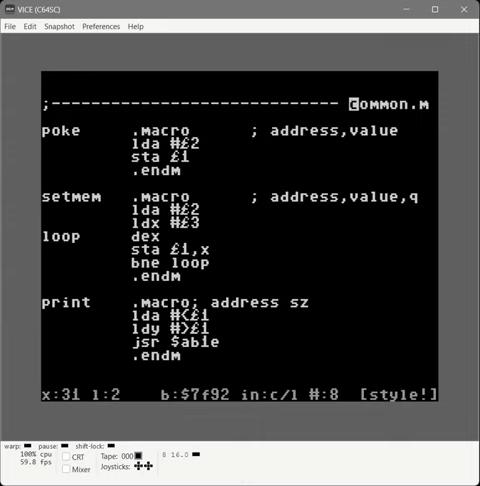 VICE (C64SC)
File Edit Snapshot Preferences Help
;----------------------------- common.m
poke .macro ; address,value
lda #£2
sta £1
.endm
setmem .macro ; address,value,q
lda #£2
ldx #£3
loop dex
sta £1,x
bne loop
.endm
print .macro; address sz
lda #<£1
ldy #>£1
jsr $ab1e
.endm
x:31 l:2 b:$7f92 in:c/l #:8 [style!]
warp: pause: shift-lock:
100% cpu
59.8 fps
CRT
Mixer
Tape: 000
Joysticks:
8 16.0